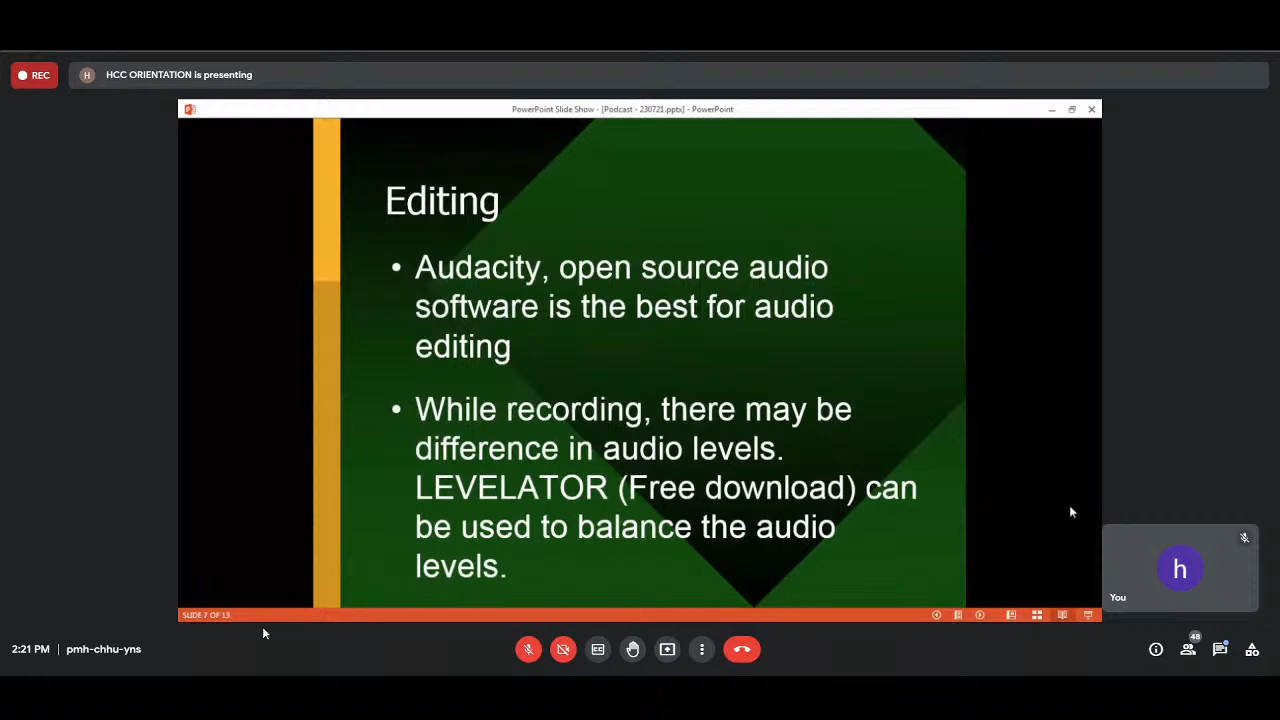 REC
H
HCC ORIENTATION is presenting
PowerPoint Slide Show - [Podcast - 230721.pptx] - PowerPoint
Editing
• Audacity, open source audio
software is the best for audio
editing
• While recording, there may be
difference in audio levels.
LEVELATOR (Free download) can
be used to balance the audio
levels.
h
You
SLIDE 7 OF 13
2:21 PM | pmh-chhu-yns
CC
48